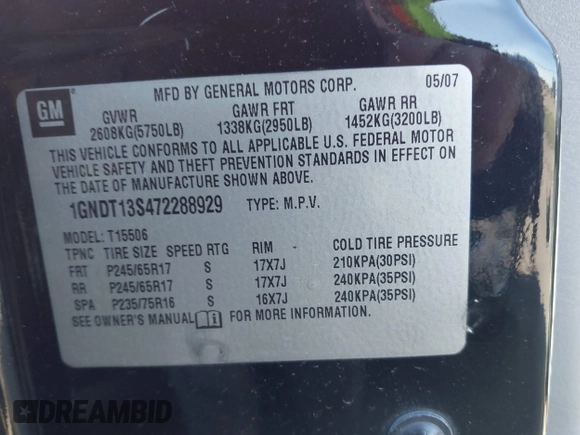 GM
MFD BY GENERAL MOTORS CORP. 05/07
GVWR GAWR FRT GAWR RR
2608KG(5750LB) 1338KG(2950LB) 1452KG(3200LB)
THIS VEHICLE CONFORMS TO ALL APPLICABLE U.S. FEDERAL MOTOR
VEHICLE SAFETY AND THEFT PREVENTION STANDARDS IN EFFECT ON
THE DATE OF MANUFACTURE SHOWN ABOVE.
1GNDT13S472288929 TYPE: M.P.V.
MODEL: T15506
TPNC TIRE SIZE SPEED RTG RIM COLD TIRE PRESSURE
FRT P245/65R17 S 17X7J 210KPA(30PSI)
RR P245/65R17 S 17X7J 240KPA(35PSI)
SPA P235/75R16 S 16X7J 240KPA(35PSI)
SEE OWNER'S MANUAL i FOR MORE INFORMATION.
DREAMBID